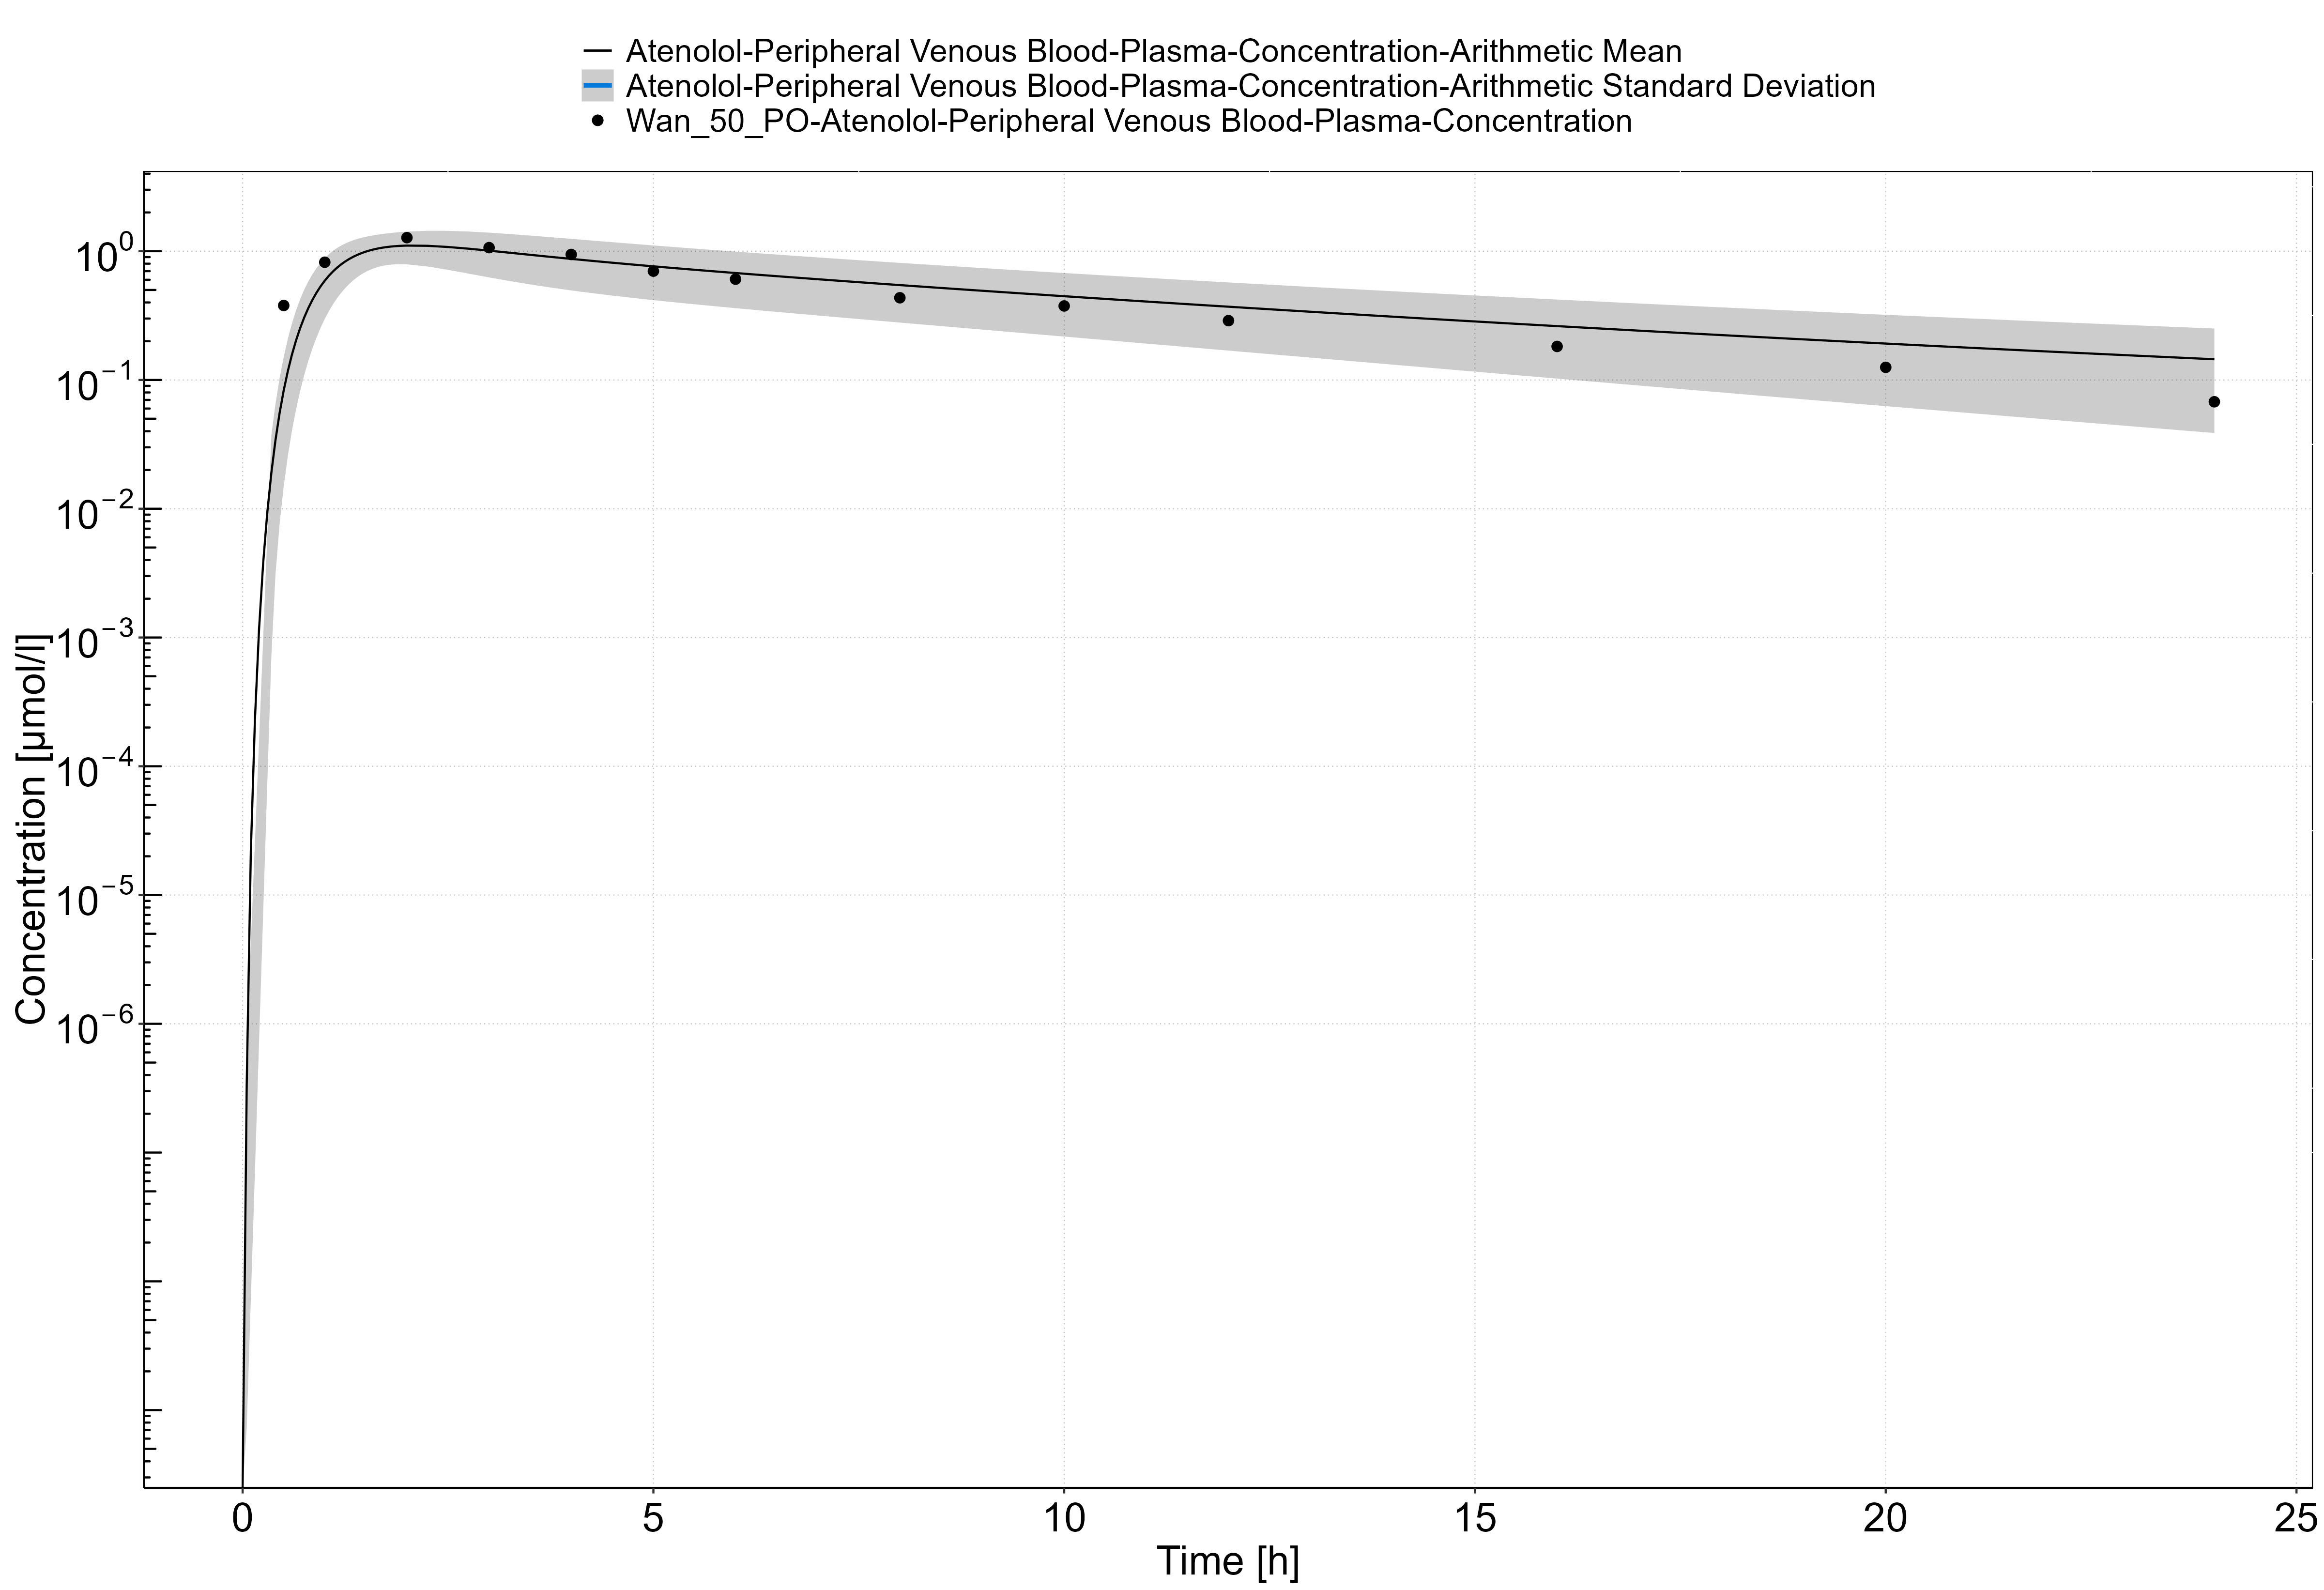 Atenolol-Peripheral Venous Blood-Plasma-Concentration-Arithmetic Mean
Atenolol-Peripheral Venous Blood-Plasma-Concentration-Arithmetic Standard Deviation
Wan_50_PO-Atenolol-Peripheral Venous Blood-Plasma-Concentration
Concentration [µmol/l]
10⁰
10⁻¹
10⁻²
10⁻³
10⁻⁴
10⁻⁵
10⁻⁶
0 5 10 15 20 25
Time [h]